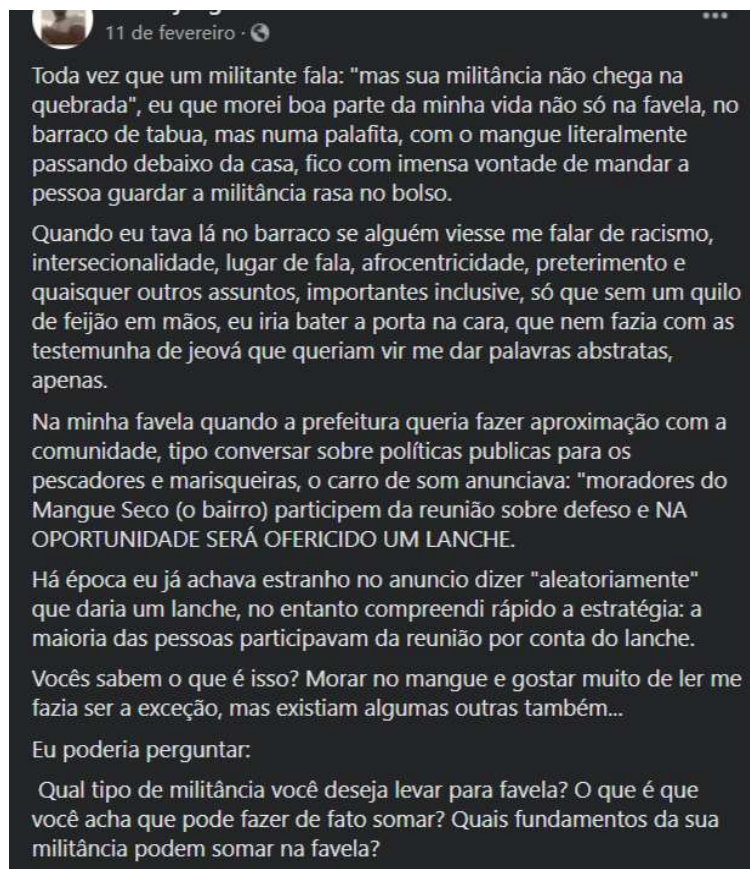 11 de fevereiro ·
Toda vez que um militante fala: "mas sua militância não chega na
quebrada", eu que morei boa parte da minha vida não só na favela, no
barraco de tabua, mas numa palafita, com o mangue literalmente
passando debaixo da casa, fico com imensa vontade de mandar a
pessoa guardar a militância rasa no bolso.
Quando eu tava lá no barraco se alguém viesse me falar de racismo,
intersecionalidade, lugar de fala, afrocentricidade, preterimento e
quaisquer outros assuntos, importantes inclusive, só que sem um quilo
de feijão em mãos, eu iria bater a porta na cara, que nem fazia com as
testemunha de jeová que queriam vir me dar palavras abstratas,
apenas.
Na minha favela quando a prefeitura queria fazer aproximação com a
comunidade, tipo conversar sobre políticas publicas para os
pescadores e marisqueiras, o carro de som anunciava: "moradores do
Mangue Seco (o bairro) participem da reunião sobre defeso e NA
OPORTUNIDADE SERÁ OFERICIDO UM LANCHE.
Há época eu já achava estranho no anuncio dizer "aleatoriamente"
que daria um lanche, no entanto compreendi rápido a estratégia: a
maioria das pessoas participavam da reunião por conta do lanche.
Vocês sabem o que é isso? Morar no mangue e gostar muito de ler me
fazia ser a exceção, mas existiam algumas outras também...
Eu poderia perguntar:
Qual tipo de militância você deseja levar para favela? O que é que
você acha que pode fazer de fato somar? Quais fundamentos da sua
militância podem somar na favela?